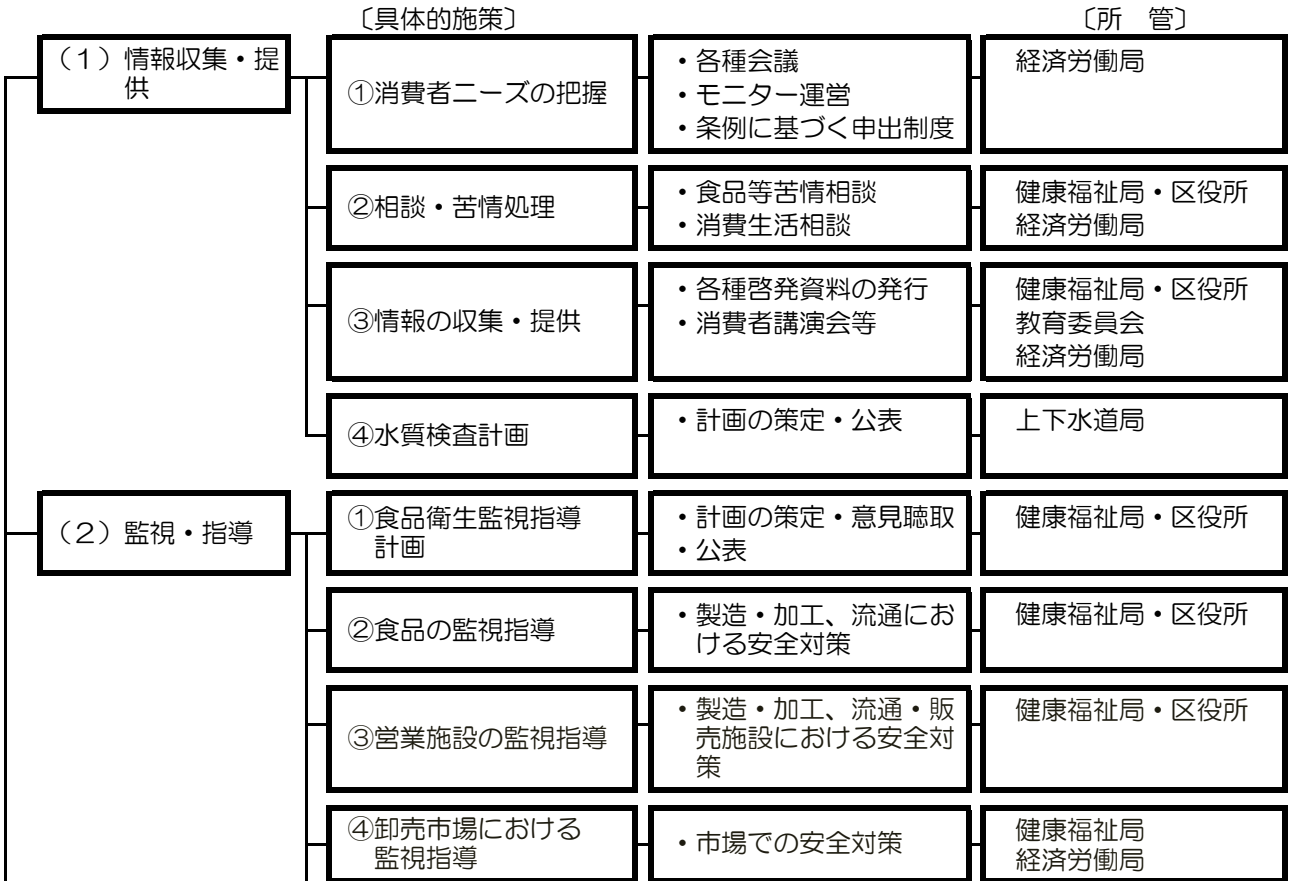 〔具体的施策〕 〔所　管〕
（１）情報収集・提
供
①消費者ニーズの把握
・各種会議
・モニター運営
・条例に基づく申出制度
経済労働局
②相談・苦情処理
・食品等苦情相談
・消費生活相談
健康福祉局・区役所
経済労働局
③情報の収集・提供
・各種啓発資料の発行
・消費者講演会等
健康福祉局・区役所
教育委員会
経済労働局
④水質検査計画
・計画の策定・公表
上下水道局
（２）監視・指導
①食品衛生監視指導
計画
・計画の策定・意見聴取
・公表
健康福祉局・区役所
②食品の監視指導
・製造・加工、流通にお
ける安全対策
健康福祉局・区役所
③営業施設の監視指導
・製造・加工、流通・販
売施設における安全対
策
健康福祉局・区役所
④卸売市場における
監視指導
・市場での安全対策
健康福祉局
経済労働局